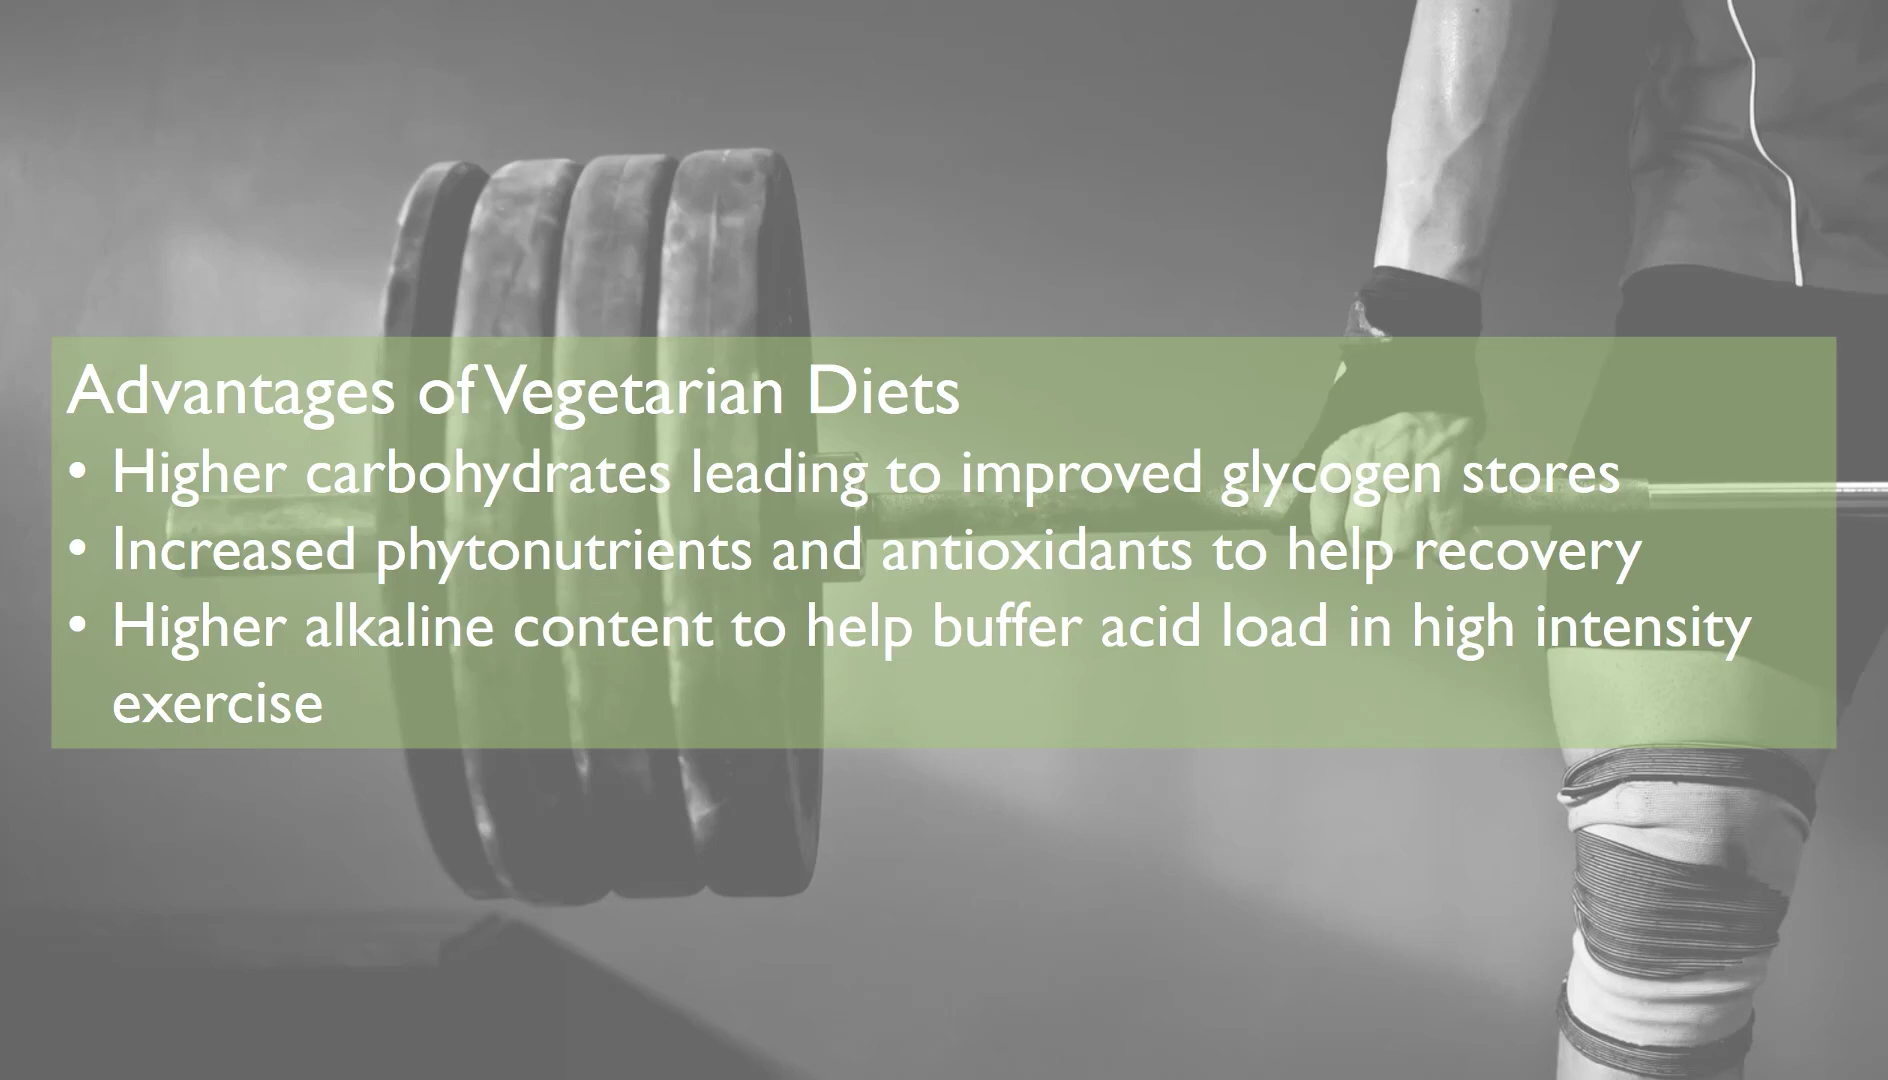 Advantages of Vegetarian Diets
• Higher carbohydrates leading to improved glycogen stores
• Increased phytonutrients and antioxidants to help recovery
• Higher alkaline content to help buffer acid load in high intensity
exercise